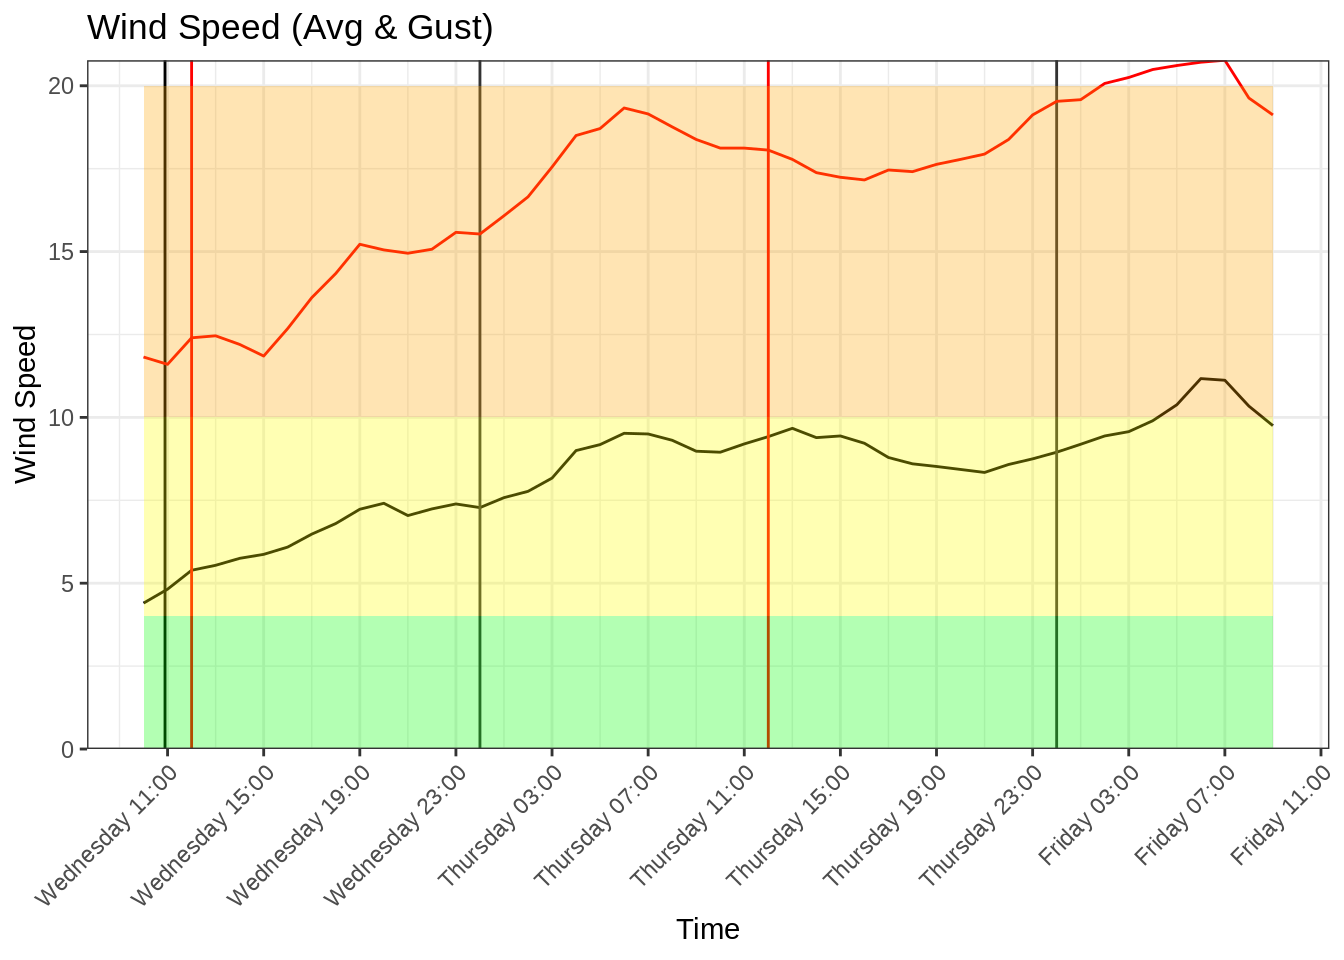 Wind Speed (Avg & Gust)
20
15
10
5
0
Wind Speed
Wednesday 11:00
Wednesday 15:00
Wednesday 19:00
Wednesday 23:00
Thursday 03:00
Thursday 07:00
Thursday 11:00
Thursday 15:00
Thursday 19:00
Thursday 23:00
Friday 03:00
Friday 07:00
Friday 11:00
Time